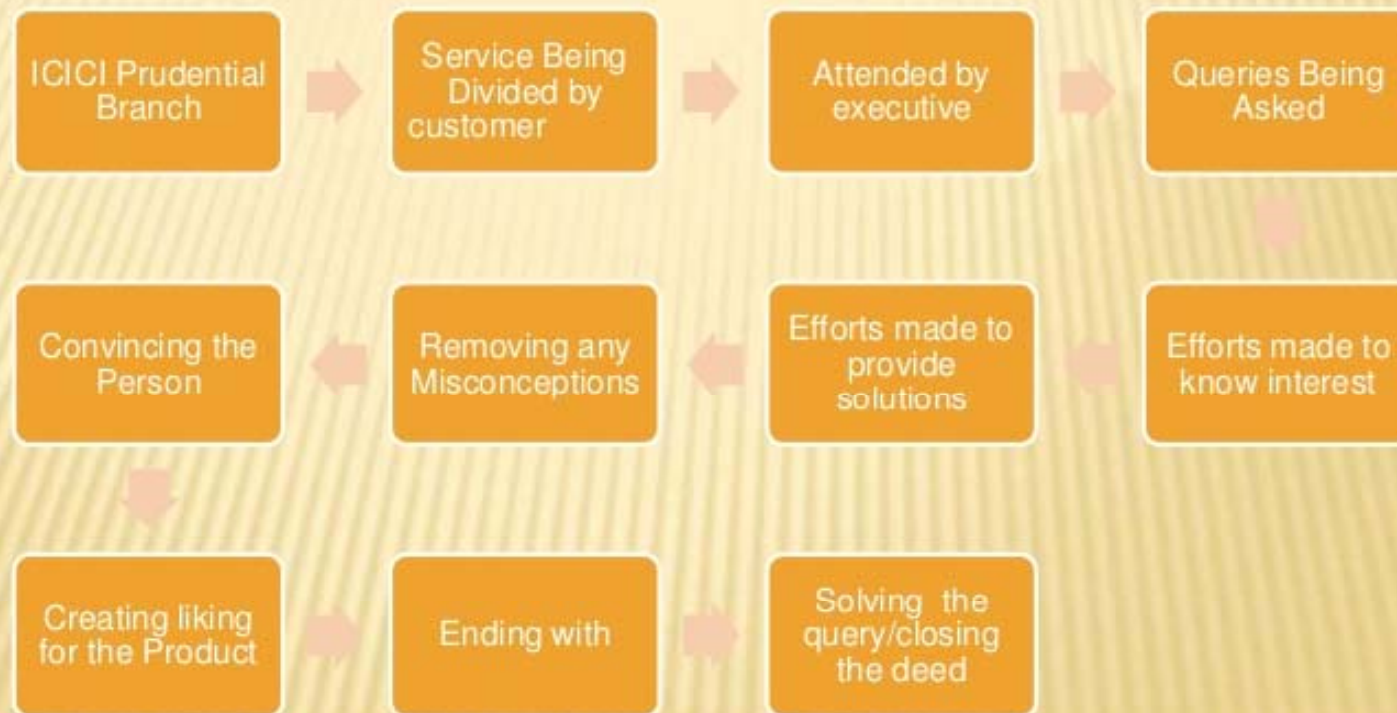 ICICI Prudential
Branch
Service Being
Divided by
customer
Attended by
executive
Queries Being
Asked
Efforts made to
know interest
Efforts made to
provide
solutions
Removing any
Misconceptions
Convincing the
Person
Creating liking
for the Product
Ending with
Solving the
query/closing
the deed